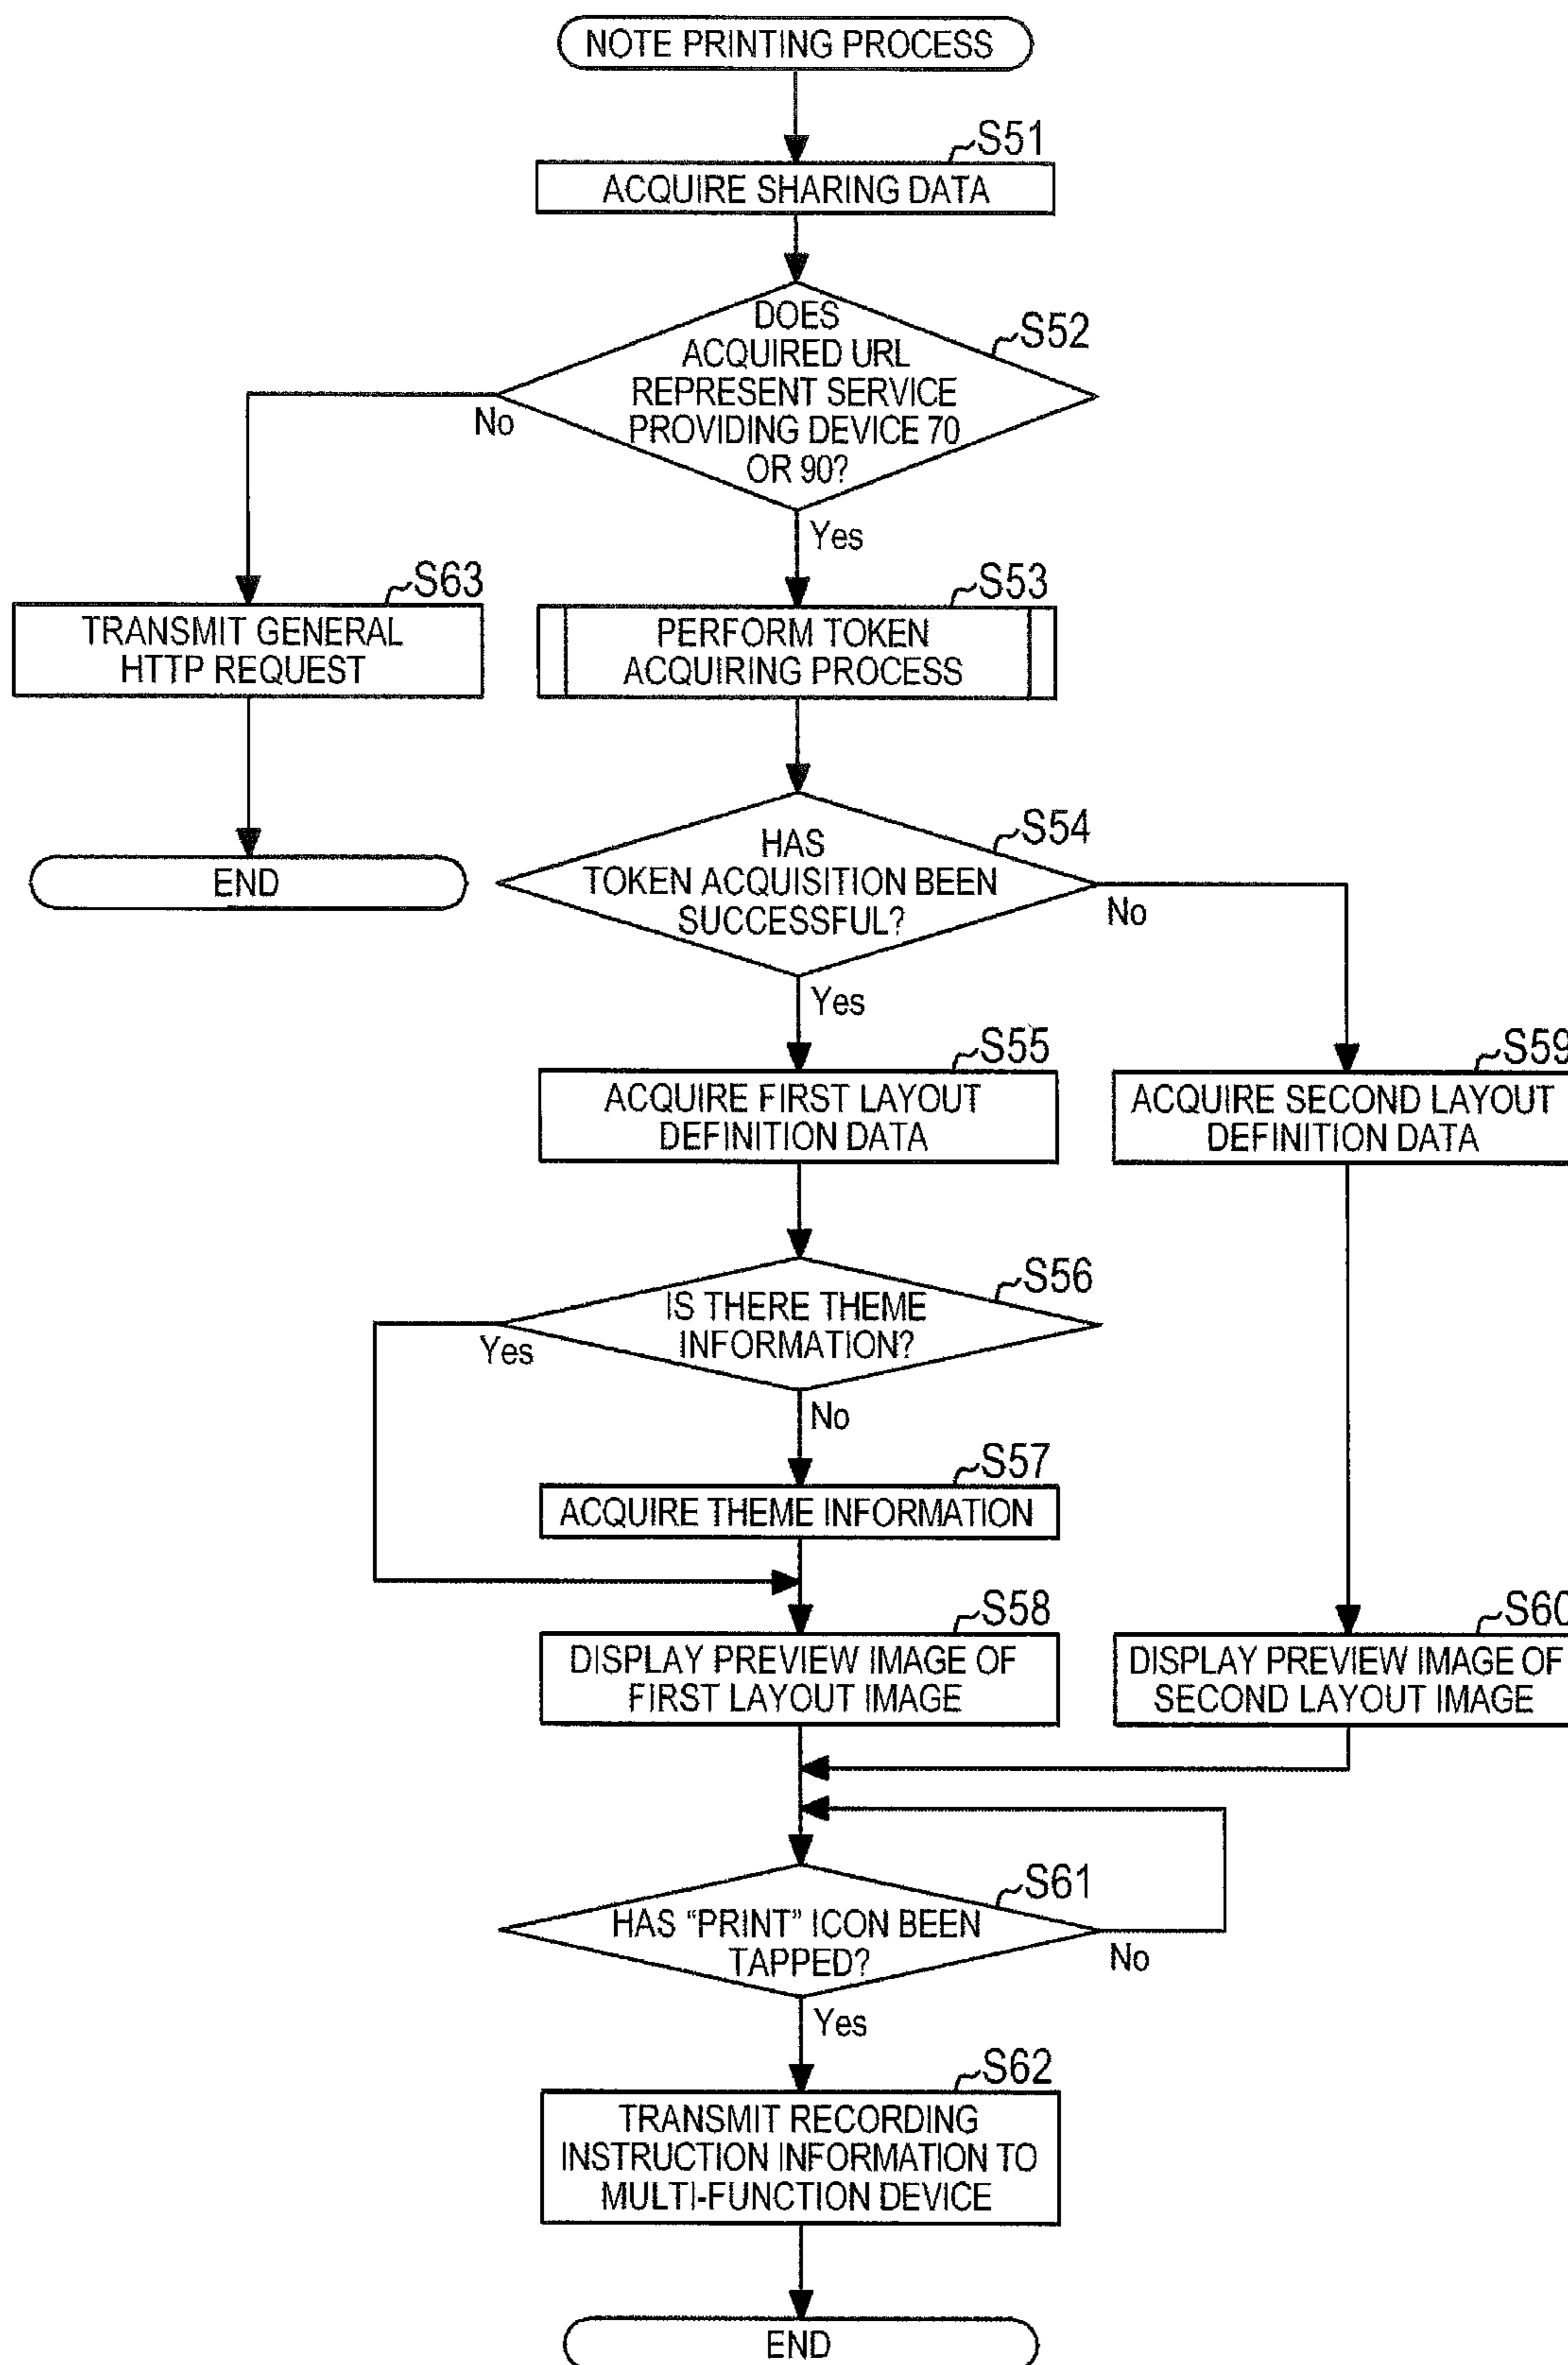 NOTE PRINTING PROCESS
S51
ACQUIRE SHARING DATA
S52
DOES
ACQUIRED URL
REPRESENT SERVICE
PROVIDING DEVICE 70
OR 90?
No
Yes
S63
TRANSMIT GENERAL
HTTP REQUEST
END
S53
PERFORM TOKEN
ACQUIRING PROCESS
S54
HAS
TOKEN ACQUISITION BEEN
SUCCESSFUL?
No
Yes
S55
ACQUIRE FIRST LAYOUT
DEFINITION DATA
S59
ACQUIRE SECOND LAYOUT
DEFINITION DATA
S56
IS THERE THEME
INFORMATION?
Yes
No
S57
ACQUIRE THEME INFORMATION
S58
DISPLAY PREVIEW IMAGE OF
FIRST LAYOUT IMAGE
S60
DISPLAY PREVIEW IMAGE OF
SECOND LAYOUT IMAGE
S61
HAS “PRINT” ICON BEEN
TAPPED?
No
Yes
S62
TRANSMIT RECORDING
INSTRUCTION INFORMATION TO
MULTI-FUNCTION DEVICE
END